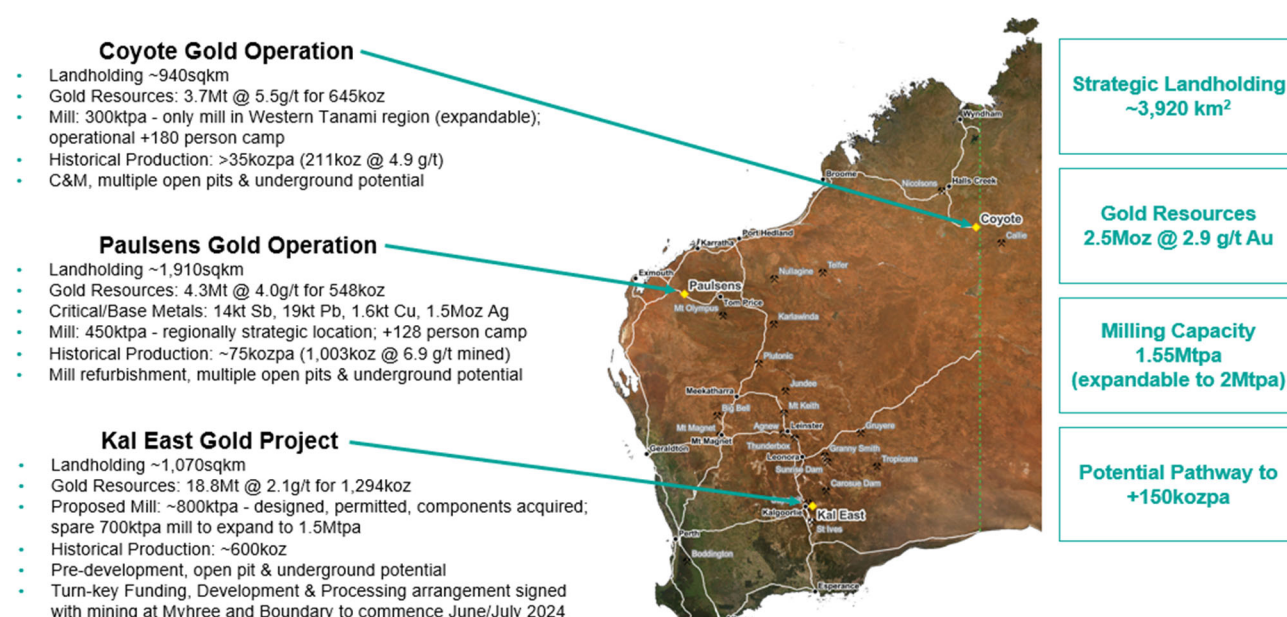 Coyote Gold Operation
• Landholding ~940sqkm
• Gold Resources: 3.7Mt @ 5.5g/t for 645koz
• Mill: 300ktpa - only mill in Western Tanami region (expandable);
operational +180 person camp
• Historical Production: >35kozpa (211koz @ 4.9 g/t)
• C&M, multiple open pits & underground potential
Paulsens Gold Operation
• Landholding ~1,910sqkm
• Gold Resources: 4.3Mt @ 4.0g/t for 548koz
• Critical/Base Metals: 14kt Sb, 19kt Pb, 1.6kt Cu, 1.5Moz Ag
• Mill: 450ktpa - regionally strategic location; +128 person camp
• Historical Production: ~75kozpa (1,003koz @ 6.9 g/t mined)
• Mill refurbishment, multiple open pits & underground potential
Kal East Gold Project
• Landholding ~1,070sqkm
• Gold Resources: 18.8Mt @ 2.1g/t for 1,294koz
• Proposed Mill: ~800ktpa - designed, permitted, components acquired;
spare 700ktpa mill to expand to 1.5Mtpa
• Historical Production: ~600koz
• Pre-development, open pit & underground potential
• Turn-key Funding, Development & Processing arrangement signed
with mining at Myhree and Boundary to commence June/July 2024
Wyndham
Broome
Nicolsons
Halls Creek
Coyote
Callie
Port Hedland
Karratha
Exmouth
Nullagine
Telfer
Paulsens
Tom Price
Mt Olympus
Karlawinda
Plutonic
Jundee
Meekatharra
Big Bell
Mt Keith
Mt Magnet
Mt Magnet
Agnew
Leinster
Gruyere
Thunderbox
Geraldton
Leonora
Granny Smith
Sunrise Dam
Tropicana
Carosue Dam
Kalgoorlie
Kal East
St Ives
Perth
Boddington
Esperance
Strategic Landholding
~3,920 km²
Gold Resources
2.5Moz @ 2.9 g/t Au
Milling Capacity
1.55Mtpa
(expandable to 2Mtpa)
Potential Pathway to
+150kozpa